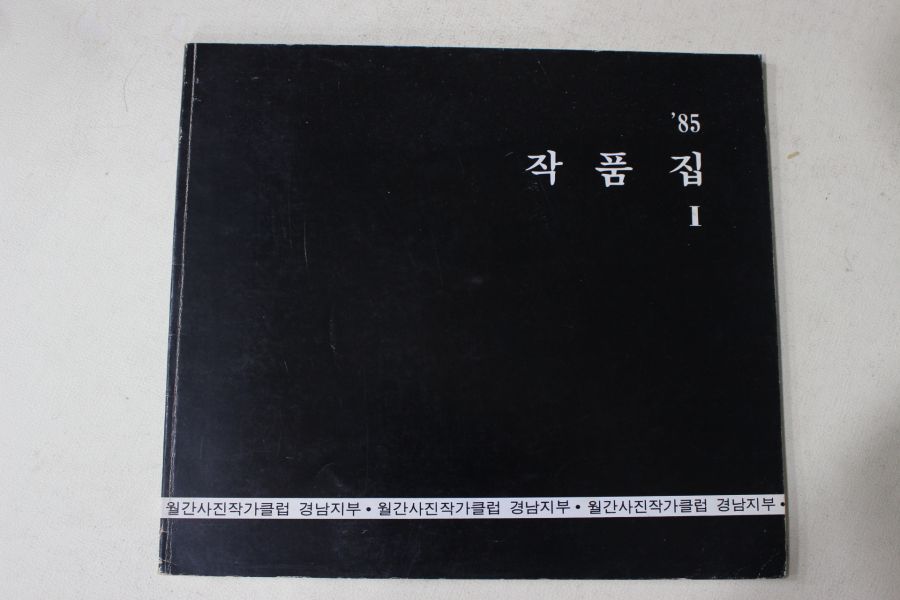 '85
작 품 집
I
월간사진작가클럽 경남지부 • 월간사진작가클럽 경남지부 • 월간사진작가클럽 경남지부 •